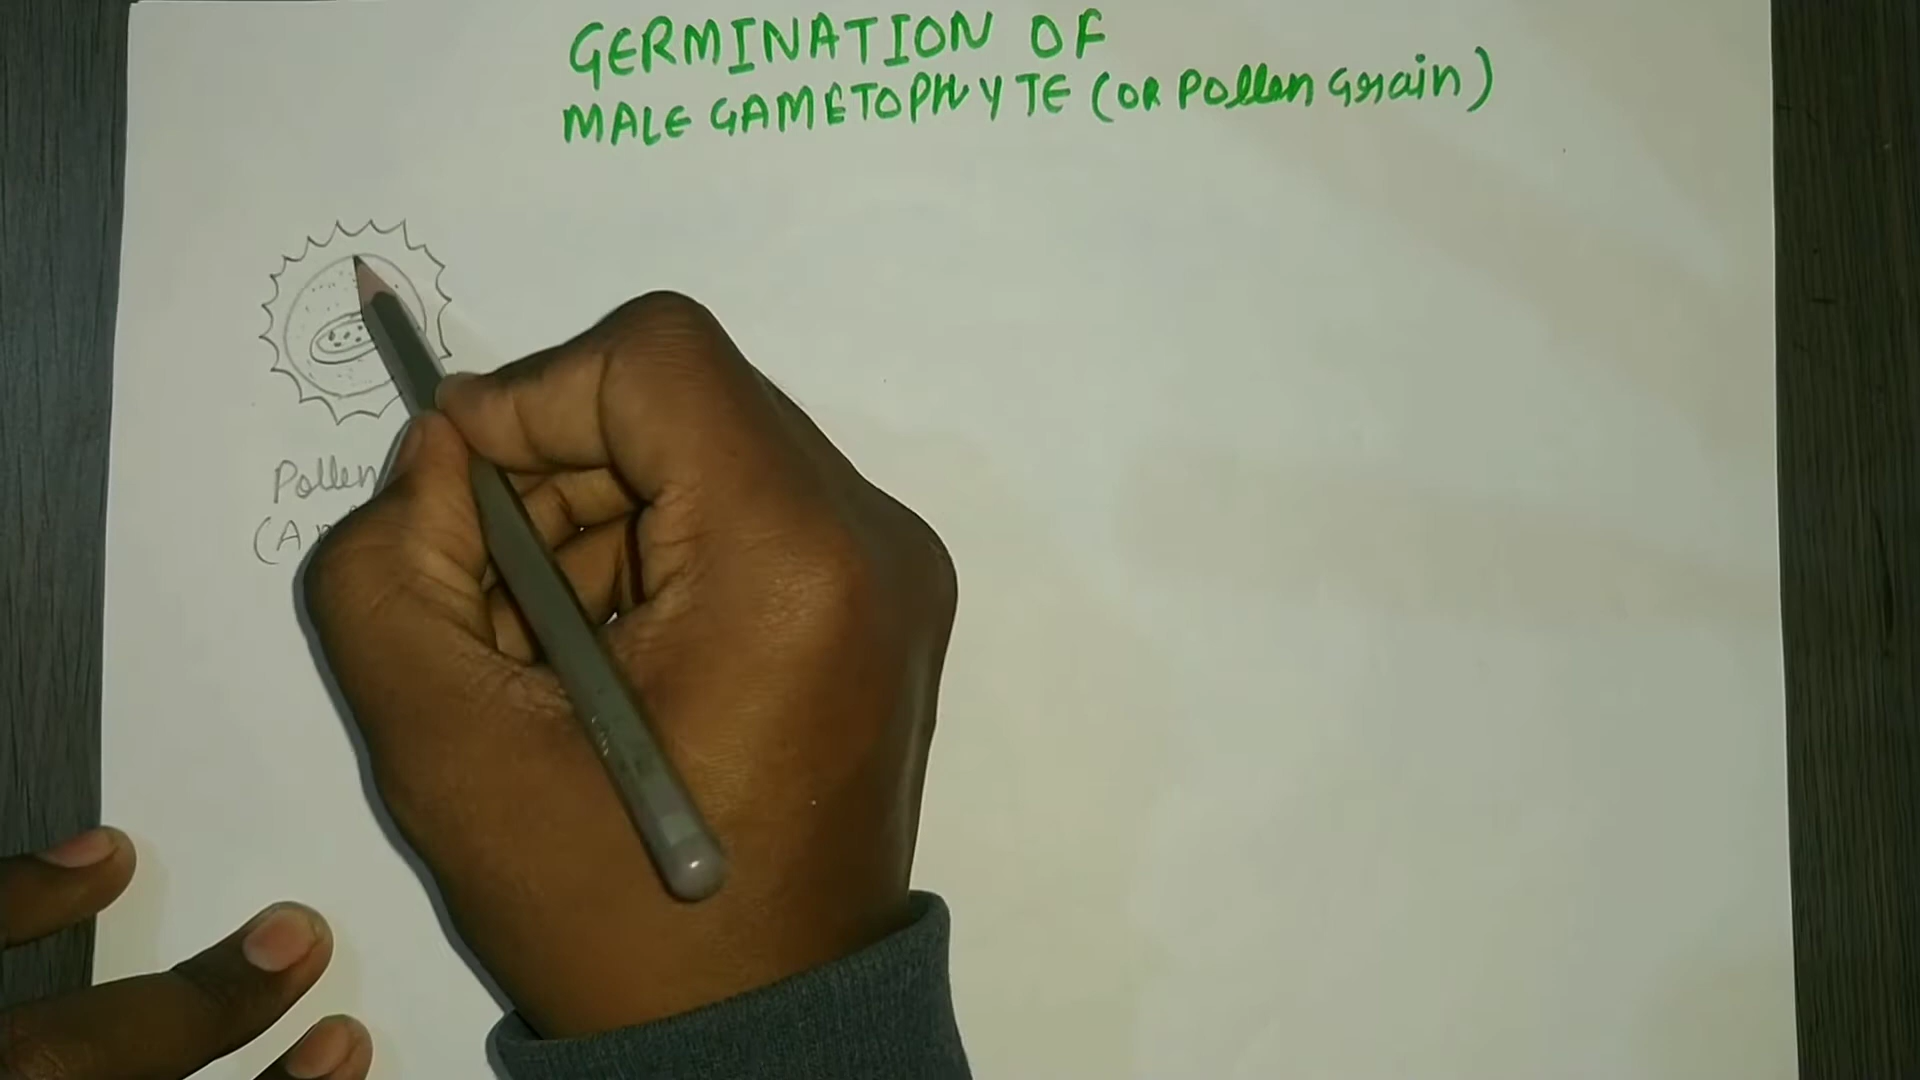 GERMINATION OF
MALE GAMETOPHYTE (OR Pollen Grain)
Pollen
(A